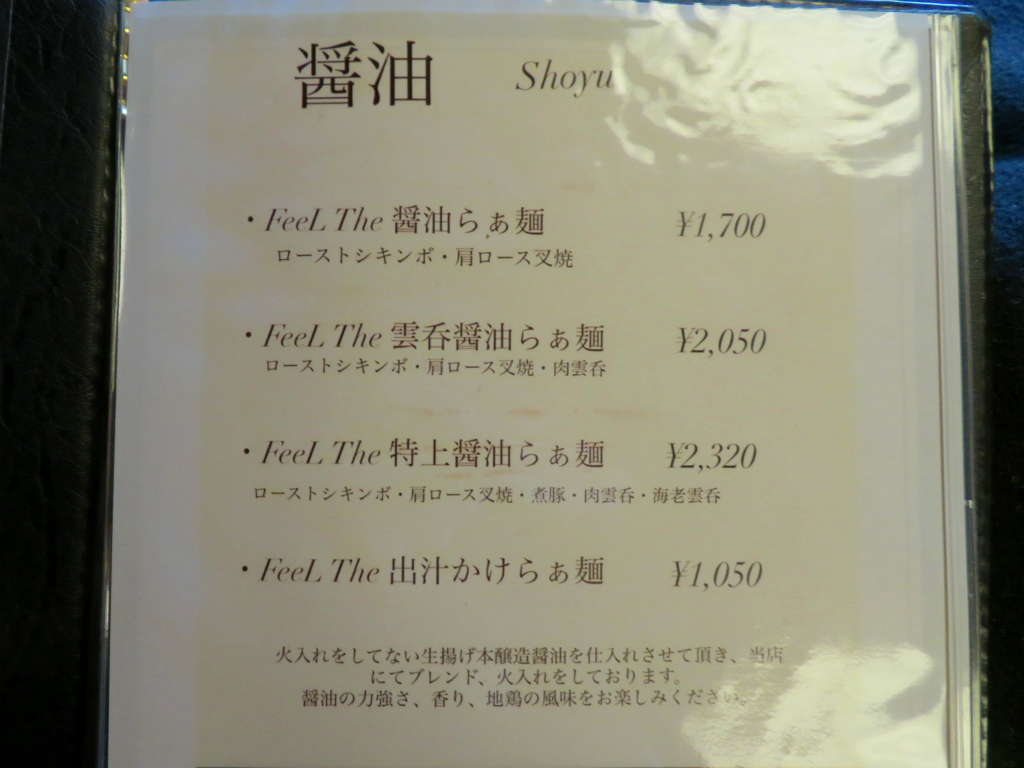 醤油 Shoyu
・FeeL The 醤油らぁ麺 ¥1,700
ローストシキンボ・肩ロース叉焼
・FeeL The 雲呑醤油らぁ麺 ¥2,050
ローストシキンボ・肩ロース叉焼・肉雲呑
・FeeL The 特上醤油らぁ麺 ¥2,320
ローストシキンボ・肩ロース叉焼・煮豚・肉雲呑・海老雲呑
・FeeL The 出汁かけらぁ麺 ¥1,050
火入れをしてない生揚げ本醸造醤油を仕入れさせて頂き、当店
にてブレンド、火入れをしております。
醤油の力強さ、香り、地鶏の風味をお楽しみください。